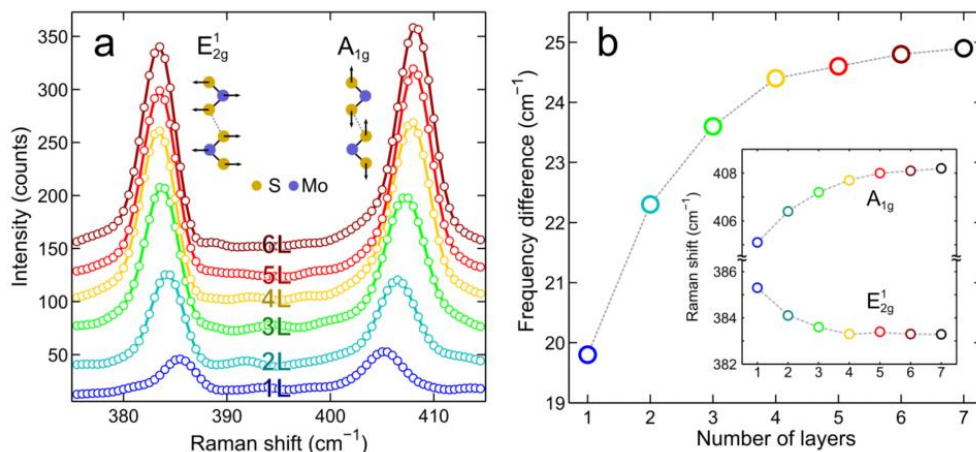 a
E¹₂g
A₁g
S
Mo
6L
5L
4L
3L
2L
1L
350
300
250
200
150
100
50
Intensity (counts)
380
390
400
410
Raman shift (cm⁻¹)
b
25
24
23
22
21
20
19
Frequency difference (cm⁻¹)
408
406
386
384
382
Raman shift (cm⁻¹)
A₁g
E¹₂g
1
2
3
4
5
6
7
1
2
3
4
5
6
7
Number of layers